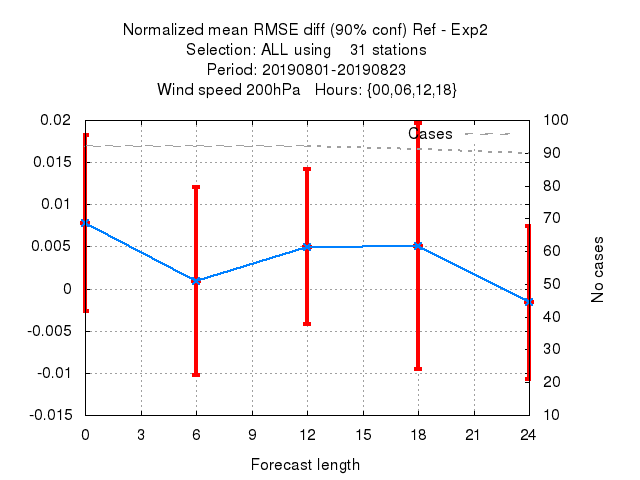 Normalized mean RMSE diff (90% conf) Ref - Exp2
Selection: ALL using    31 stations
Period: 20190801-20190823
Wind speed 200hPa   Hours: {00,06,12,18}
0.02
0.015
0.01
0.005
0
-0.005
-0.01
-0.015
Cases
100
90
80
70
60
50
40
30
20
10
No cases
0 3 6 9 12 15 18 21 24
Forecast length